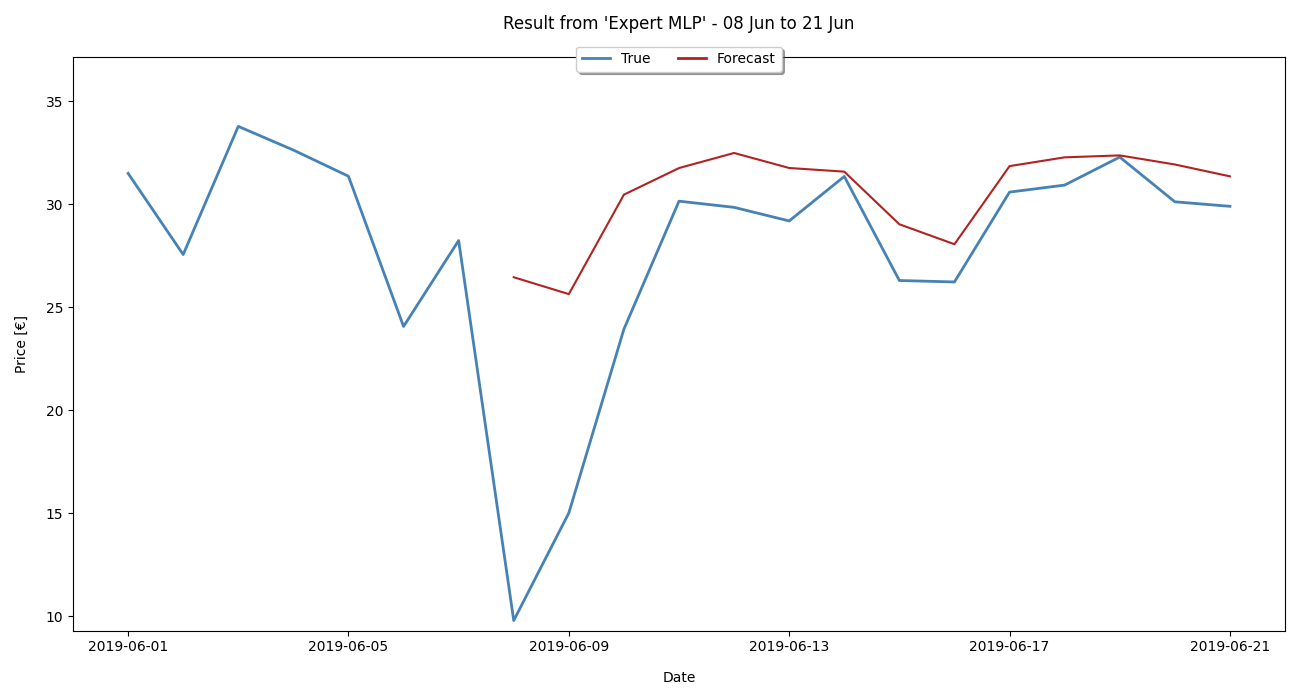 Result from 'Expert MLP' - 08 Jun to 21 Jun
True Forecast
35
30
25
20
15
10
Price [€]
2019-06-01 2019-06-05 2019-06-09 2019-06-13 2019-06-17 2019-06-21
Date